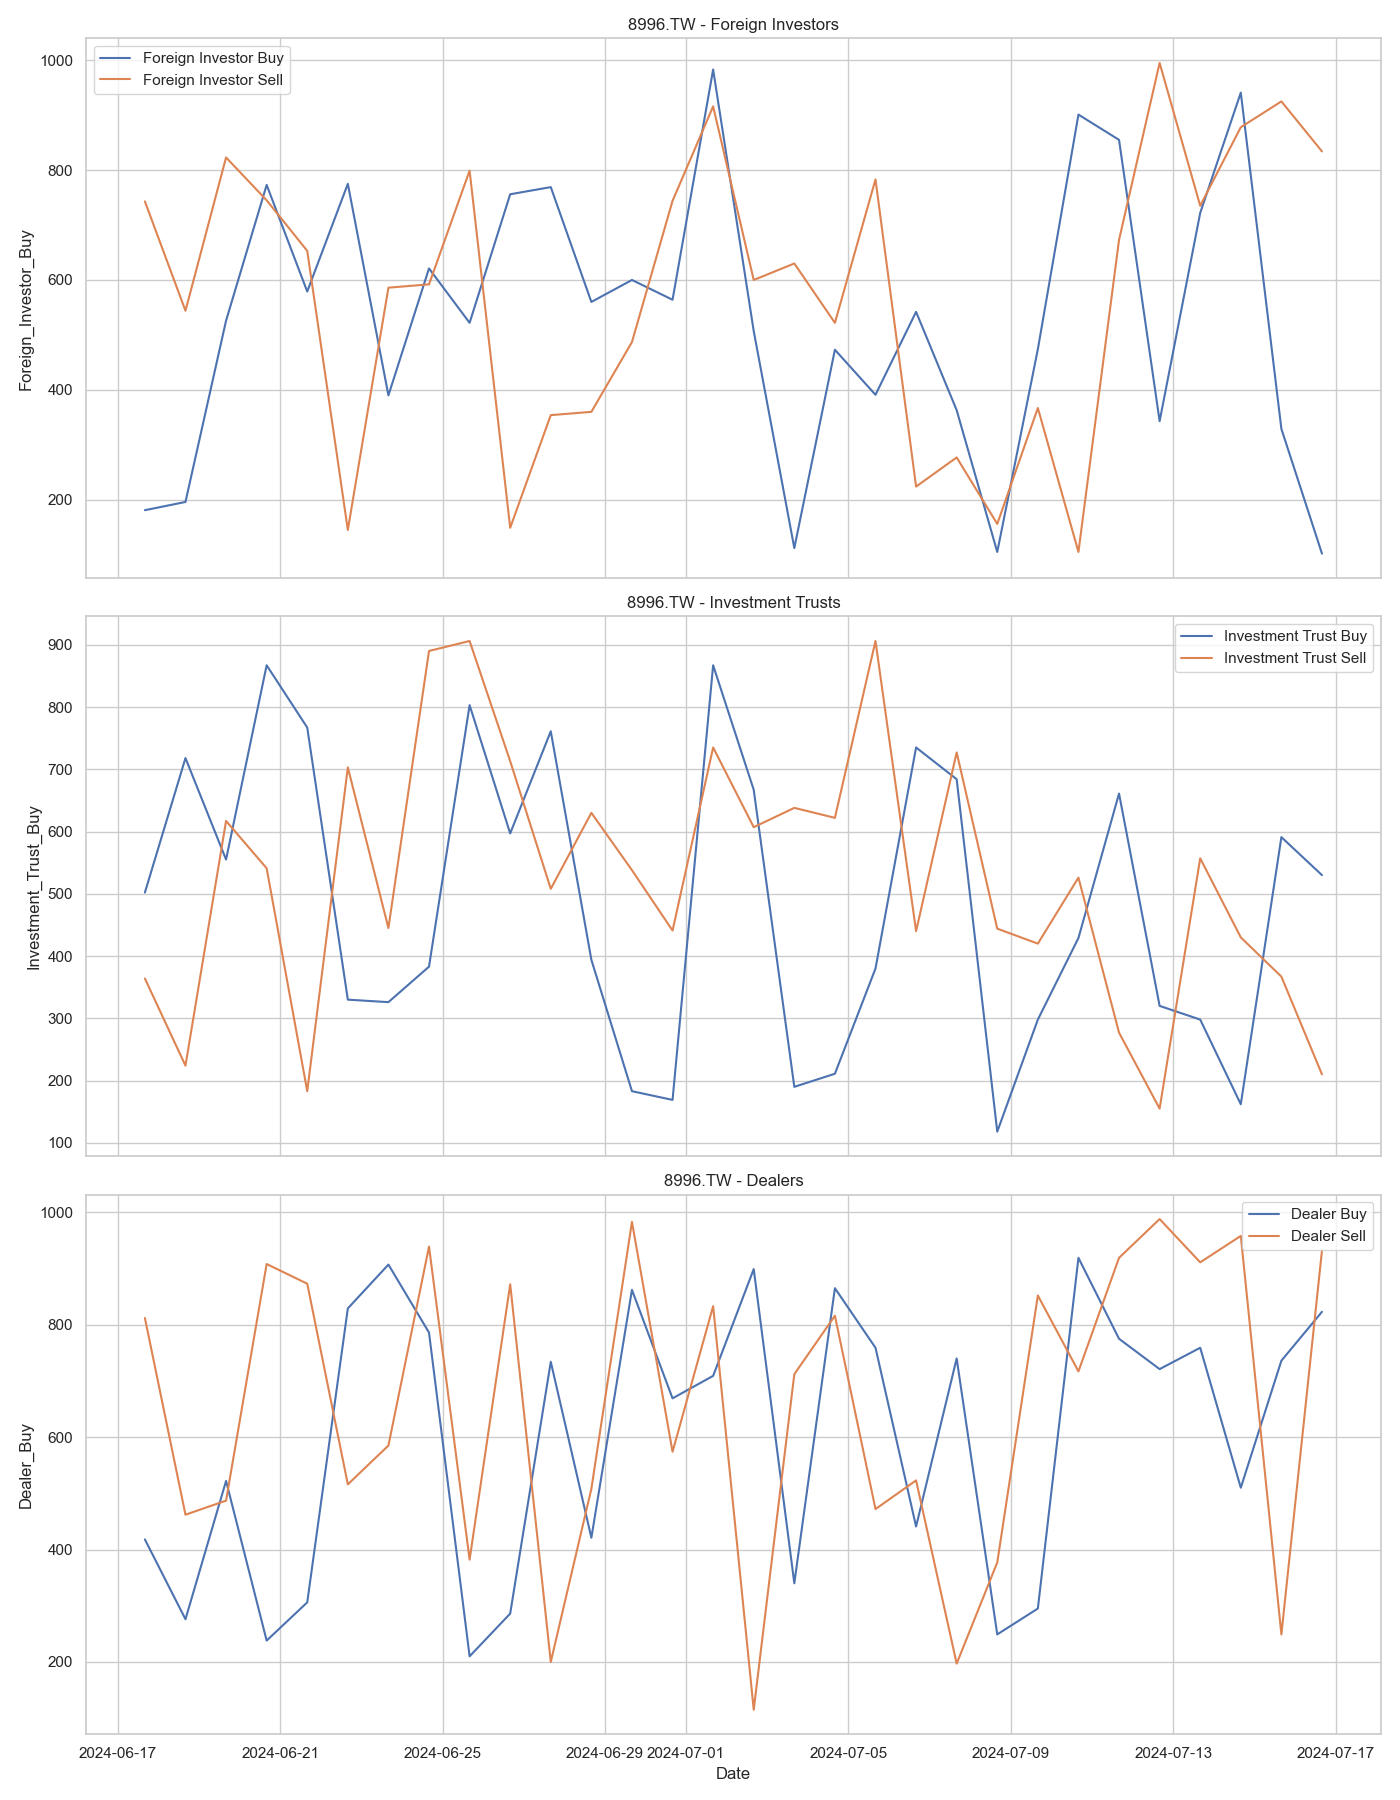 8996.TW - Foreign Investors
Foreign Investor Buy
Foreign Investor Sell
Foreign_Investor_Buy
1000
800
600
400
200
8996.TW - Investment Trusts
Investment Trust Buy
Investment Trust Sell
Investment_Trust_Buy
900
800
700
600
500
400
300
200
100
8996.TW - Dealers
Dealer Buy
Dealer Sell
Dealer_Buy
1000
800
600
400
200
2024-06-17 2024-06-21 2024-06-25 2024-06-29 2024-07-01 2024-07-05 2024-07-09 2024-07-13 2024-07-17
Date